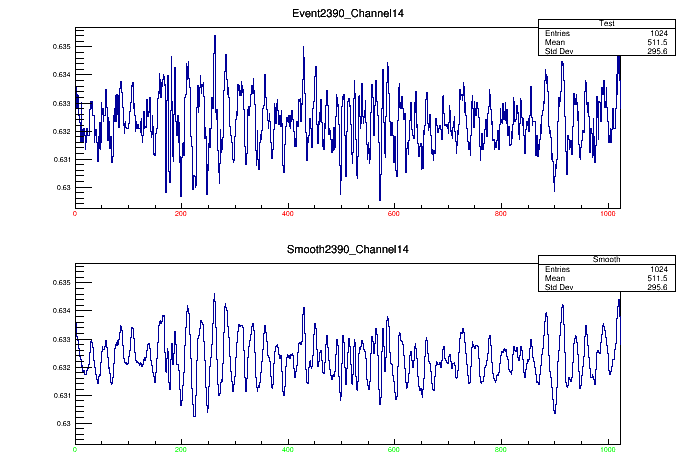 Event2390_Channel14
Test
Entries 1024
Mean 511.5
Std Dev 295.6
0.635
0.634
0.633
0.632
0.631
0.63
0 200 400 600 800 1000
Smooth2390_Channel14
Smooth
Entries 1024
Mean 511.5
Std Dev 295.6
0.635
0.634
0.633
0.632
0.631
0.63
0 200 400 600 800 1000